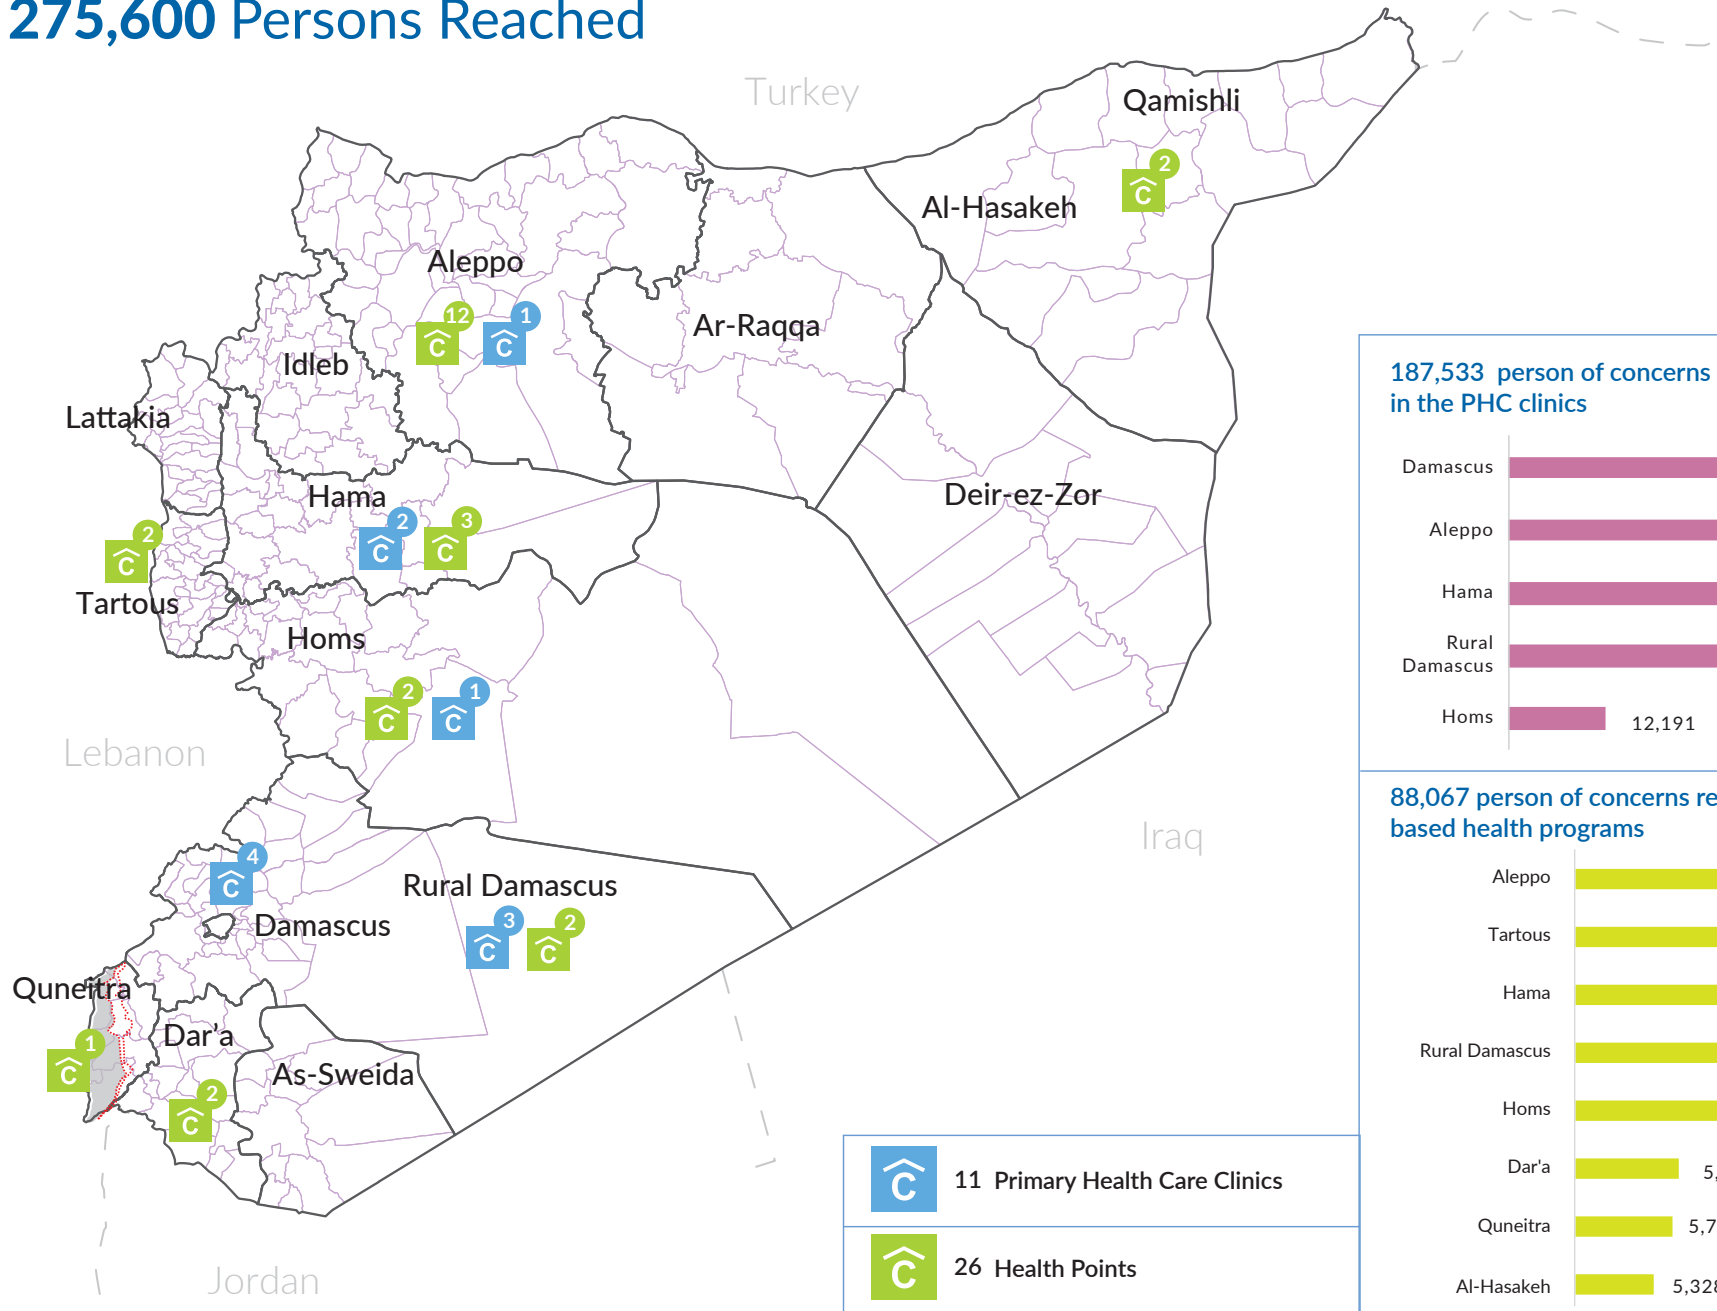 275,600 Persons Reached
Turkey
Qamishli
2
C
Al-Hasakeh
Aleppo
12
C
1
C
Ar-Raqqa
Idleb
Lattakia
Hama
2
C
3
C
Deir-ez-Zor
2
C
Tartous
Homs
2
C
1
C
Lebanon
Iraq
4
C
Rural Damascus
Damascus
3
C
2
C
Quneitra
1
C
Dar'a
2
C
As-Sweida
Jordan
C
11 Primary Health Care Clinics
C
26 Health Points
187,533 person of concerns
in the PHC clinics
Damascus
Aleppo
Hama
Rural
Damascus
Homs
12,191
88,067 person of concerns re
based health programs
Aleppo
Tartous
Hama
Rural Damascus
Homs
Dar'a
5,
Quneitra
5,7
Al-Hasakeh
5,328